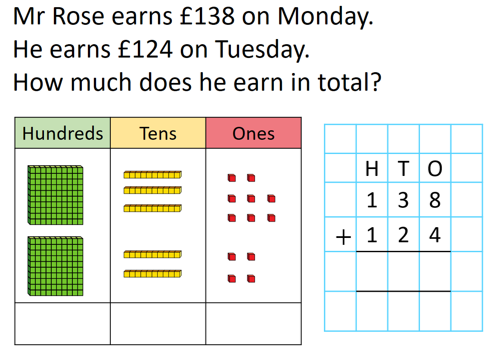 Mr Rose earns £138 on Monday.
He earns £124 on Tuesday.
How much does he earn in total?
Hundreds Tens Ones
H T O
1 3 8
+ 1 2 4